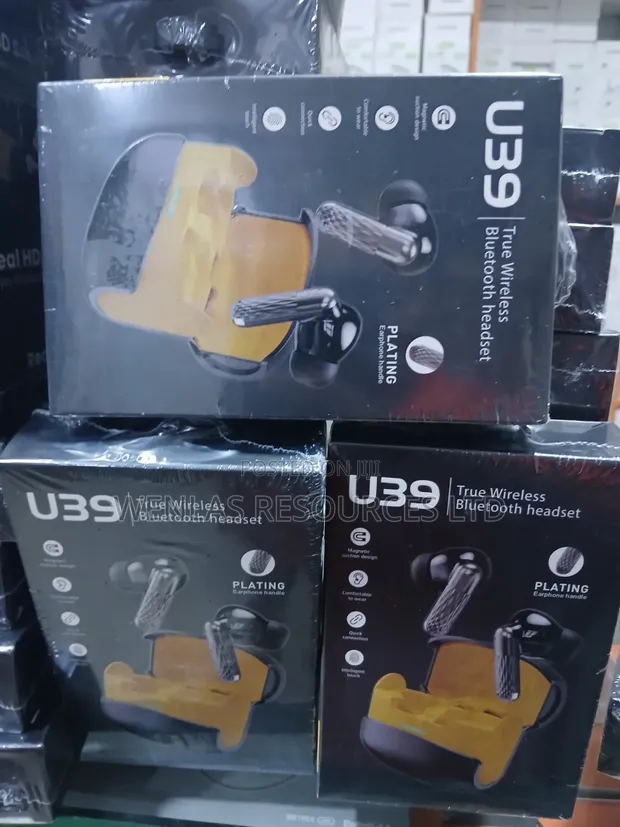 U39
True Wireless
Bluetooth headset
Magnetic
suction design
Comfortable
to wear
Quick
connection
Intelligent
touch
PLATING
Earphone handle
eal HD
POSTED ON
WENLAS RESOURCES LTD
U39
True Wireless
Bluetooth headset
PLATING
Earphone handle
U39
True Wireless
Bluetooth headset
Magnetic
suction design
Comfortable
to wear
Quick
connection
Intelligent
touch
PLATING
Earphone handle